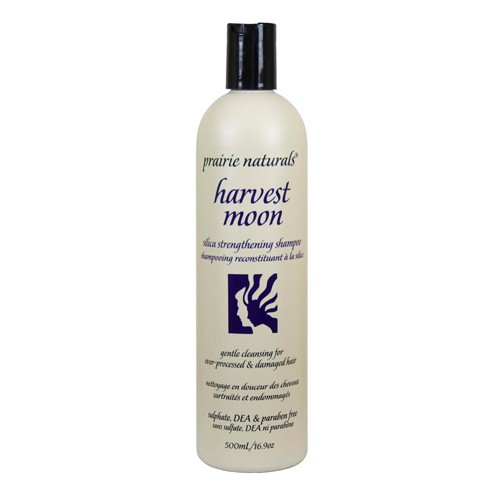 prairie naturals®
harvest
moon
silica strengthening shampoo
shampooing reconstituant à la silice
gentle cleansing for
over-processed & damaged hair
nettoyage en douceur des cheveux
surtraités et endommagés
sulphate, DEA & paraben free
sans sulfate, DEA ni parabène
500mL/16.9oz